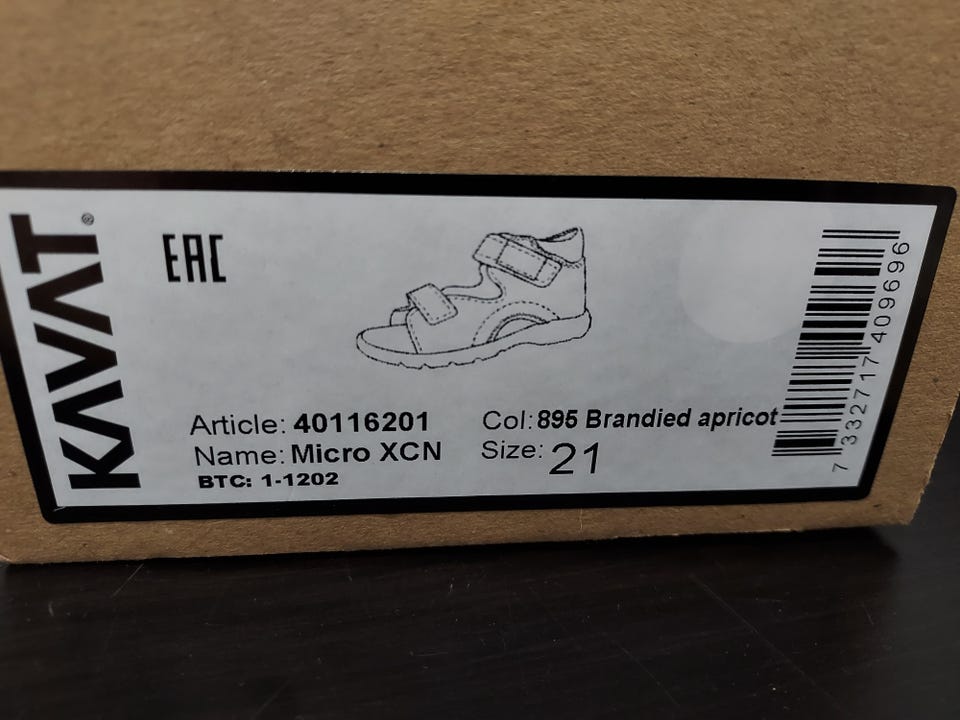 KAVAT®
EAC
Article: 40116201
Name: Micro XCN
BTC: 1-1202
Col: 895 Brandied apricot
Size: 21
7 332717 409696